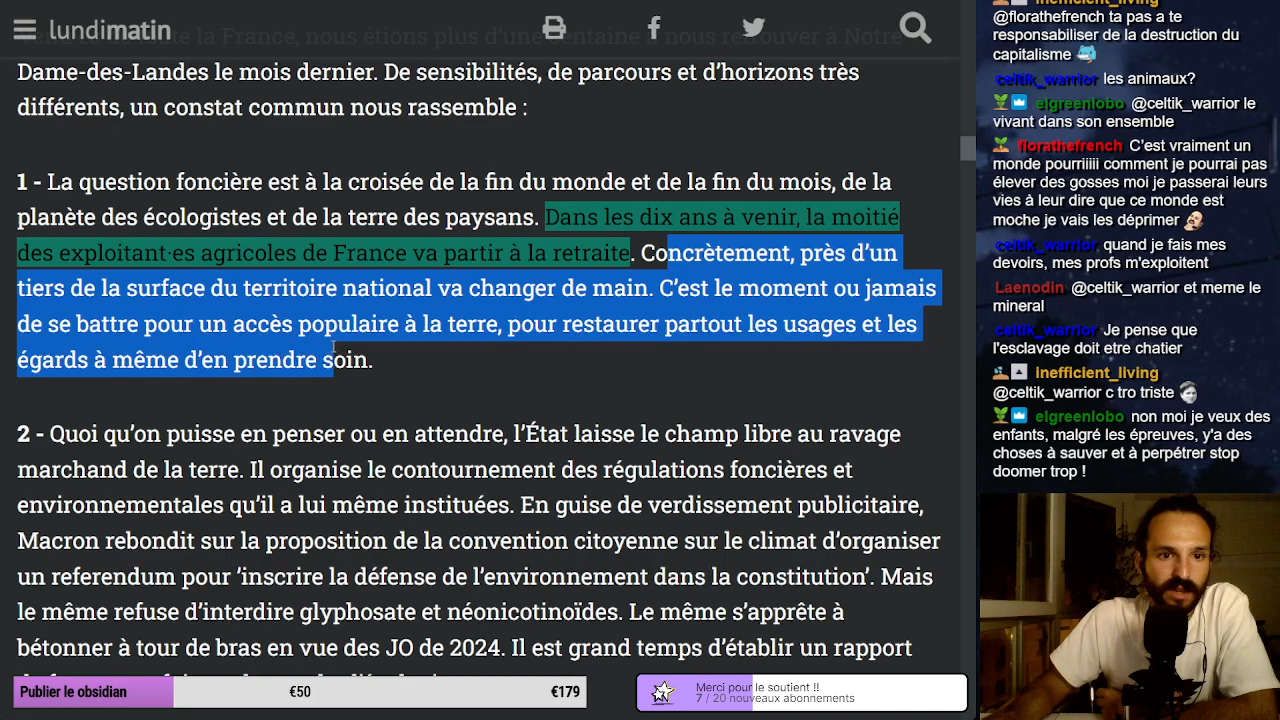 lundimatin
Dame-des-Landes le mois dernier. De sensibilités, de parcours et d’horizons très
différents, un constat commun nous rassemble :
1 - La question foncière est à la croisée de la fin du monde et de la fin du mois, de la
planète des écologistes et de la terre des paysans. Dans les dix ans à venir, la moitié
des exploitant·es agricoles de France va partir à la retraite. Concrètement, près d’un
tiers de la surface du territoire national va changer de main. C’est le moment ou jamais
de se battre pour un accès populaire à la terre, pour restaurer partout les usages et les
égards à même d’en prendre soin.
2 - Quoi qu’on puisse en penser ou en attendre, l’État laisse le champ libre au ravage
marchand de la terre. Il organise le contournement des régulations foncières et
environnementales qu’il a lui même instituées. En guise de verdissement publicitaire,
Macron rebondit sur la proposition de la convention citoyenne sur le climat d’organiser
un referendum pour ’inscrire la défense de l’environnement dans la constitution’. Mais
le même refuse d’interdire glyphosate et néonicotinoïdes. Le même s’apprête à
bétonner à tour de bras en vue des JO de 2024. Il est grand temps d’établir un rapport
Publier le obsidian
€50
€179
Merci pour le soutient !!
7 / 20 nouveaux abonnements
inefficient_living
@florathefrench ta pas a te
responsabiliser de la destruction du
capitalisme
celtik_warrior les animaux?
elgreenlobo @celtik_warrior le
vivant dans son ensemble
florathefrench C'est vraiment un
monde pourriiiii comment je pourrai pas
élever des gosses moi je passerai leurs
vies à leur dire que ce monde est
moche je vais les déprimer
celtik_warrior quand je fais mes
devoirs, mes profs m'exploitent
Laenodin @celtik_warrior et meme le
mineral
celtik_warrior Je pense que
l'esclavage doit etre chatier
inefficient_living
@celtik_warrior c tro triste
elgreenlobo non moi je veux des
enfants, malgré les épreuves, y'a des
choses à sauver et à perpétrer stop
doomer trop !